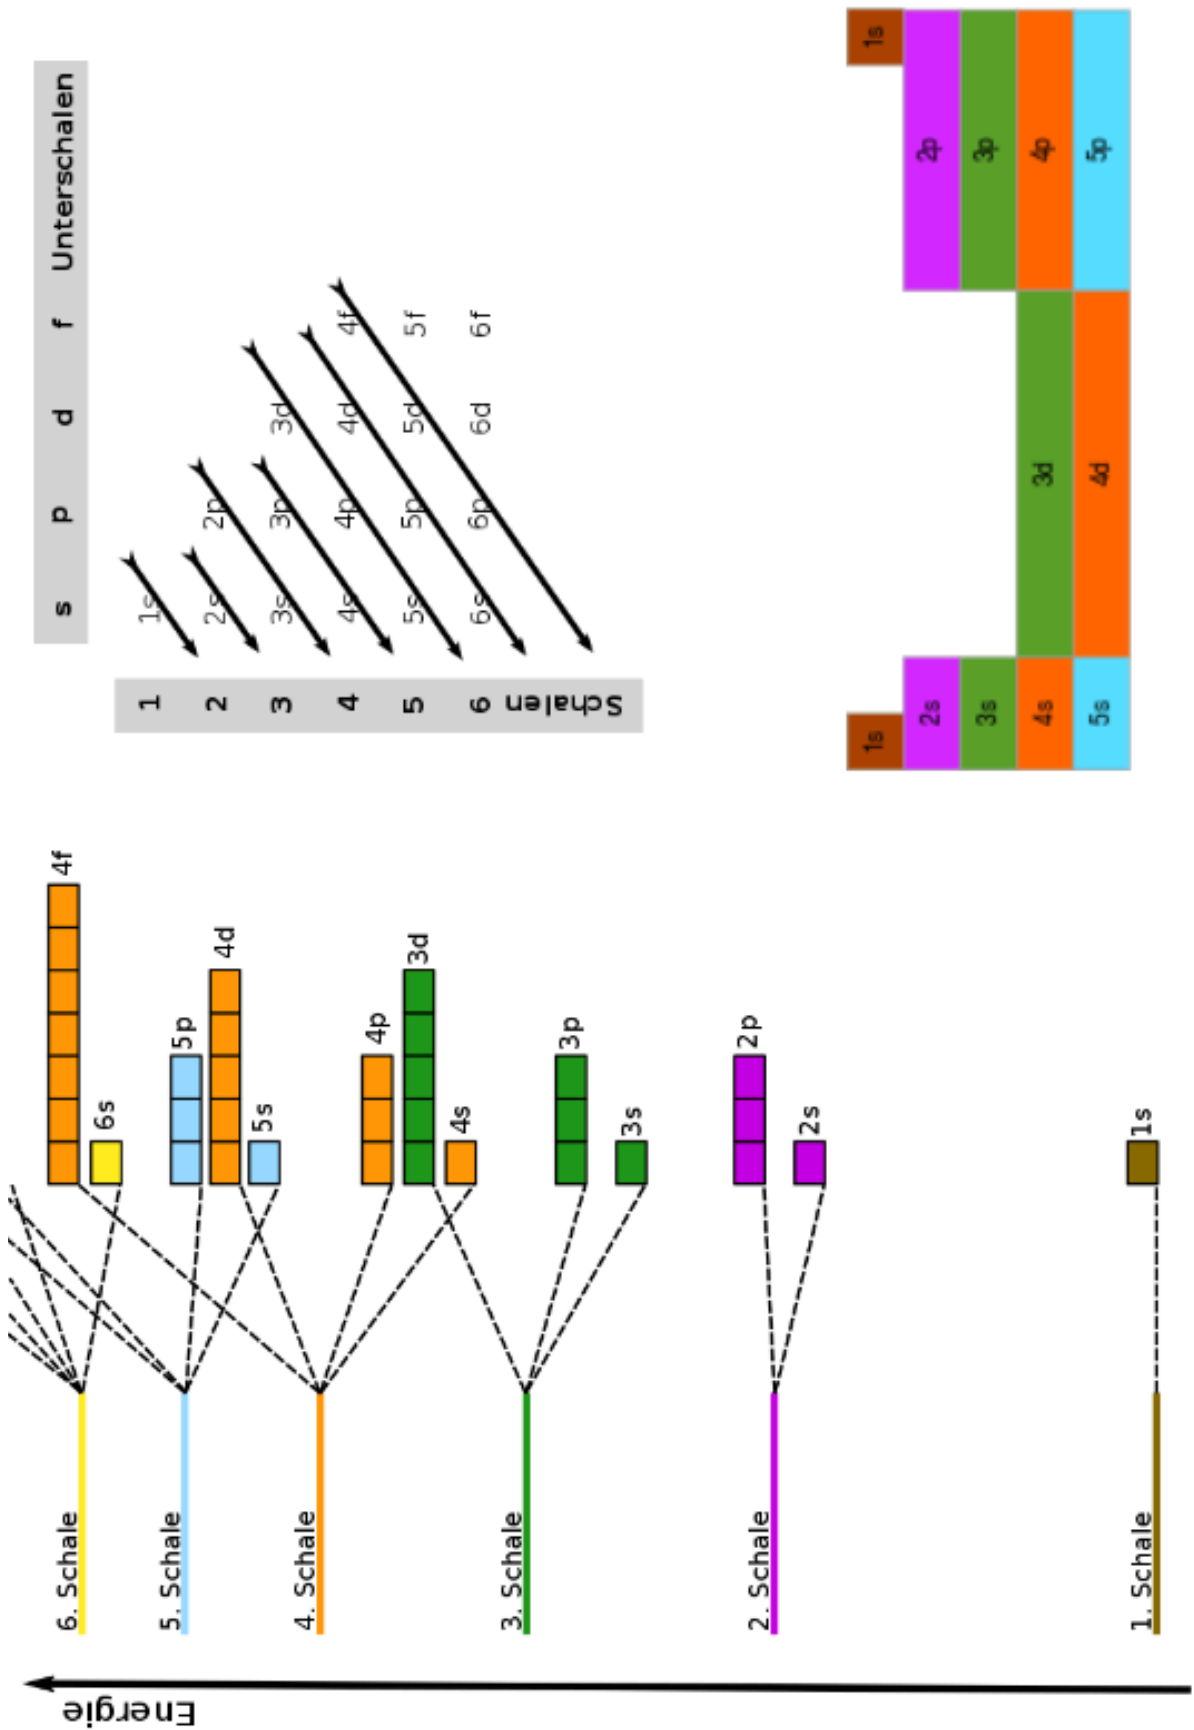 Energie
6. Schale
5. Schale
4. Schale
3. Schale
2. Schale
1. Schale
4f
6s
5p
4d
5s
4p
3d
4s
3p
3s
2p
2s
1s
s p d f Unterschalen
1 1s
2 2s 2p
3 3s 3p 3d
4 4s 4p 4d 4f
5 5s 5p 5d 5f
6 6s 6p 6d 6f
Schalen
1s 1s
2s 2p
3s 3p
4s 3d 4p
5s 4d 5p